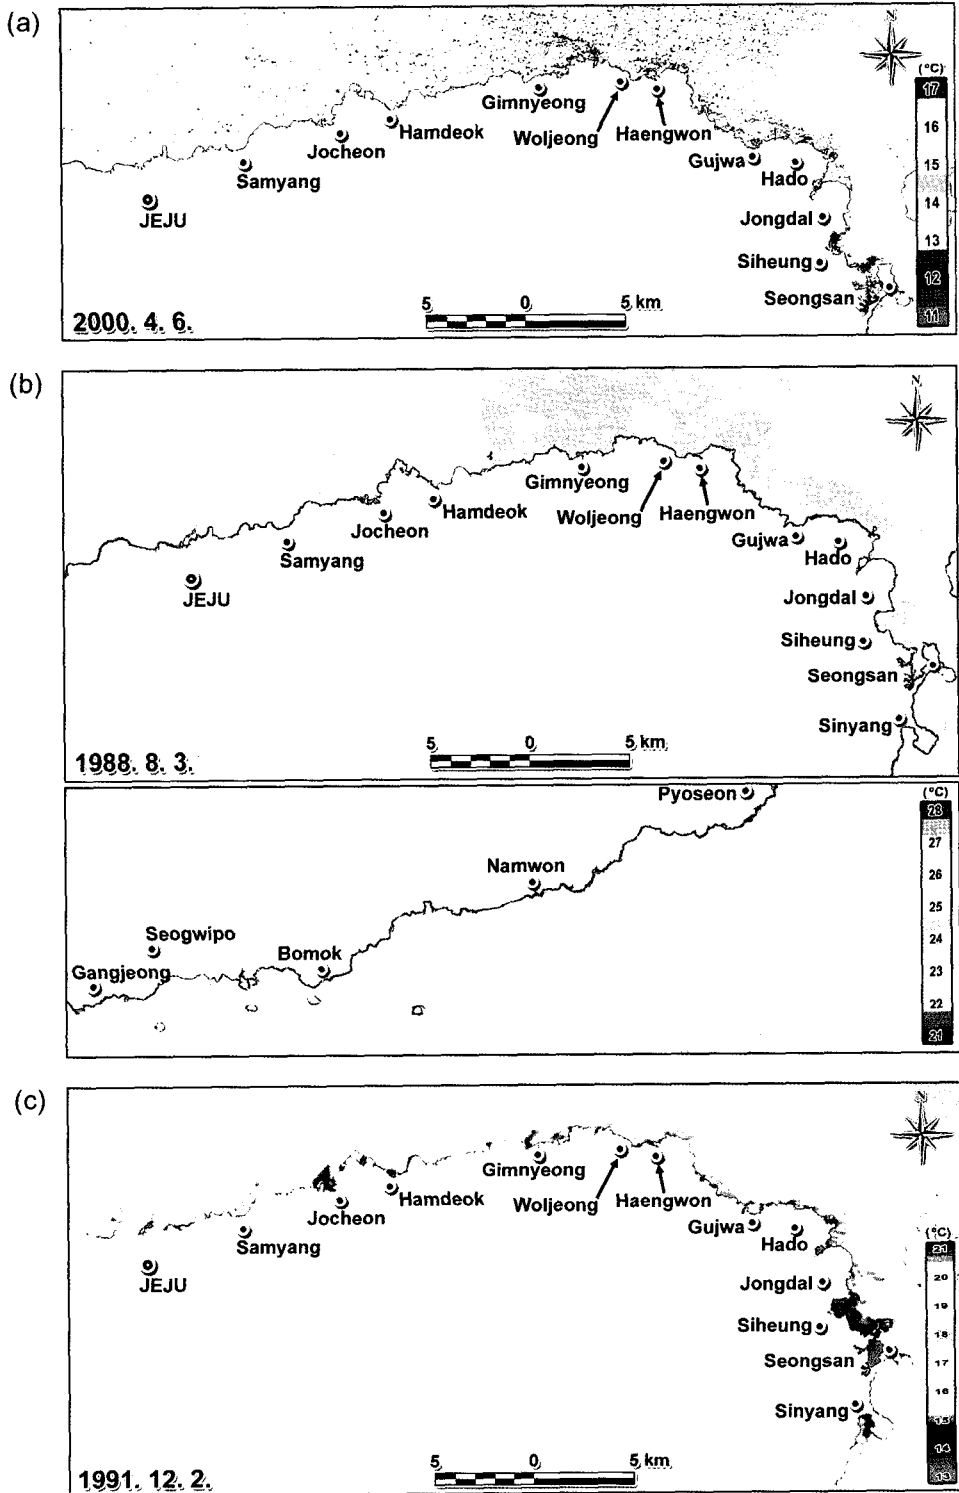 (a)
N
(°C)
17
16
15
14
13
12
11
Gimnyeong
Hamdeok
Woljeong
Haengwon
Jocheon
Gujwa
Samyang
Hado
JEJU
Jongdal
Siheung
Seongsan
5 0 5 km
2000. 4. 6.
(b)
N
Gimnyeong
Hamdeok
Woljeong
Haengwon
Jocheon
Gujwa
Samyang
Hado
JEJU
Jongdal
Siheung
Seongsan
Sinyang
5 0 5 km
1988. 8. 3.
Pyoseon
(°C)
28
27
26
25
24
23
22
21
Namwon
Seogwipo
Bomok
Gangjeong
(c)
N
Gimnyeong
Hamdeok
Woljeong
Haengwon
Jocheon
Gujwa
Samyang
Hado
(°C)
21
20
19
18
17
16
15
14
13
JEJU
Jongdal
Siheung
Seongsan
Sinyang
5 0 5 km
1991. 12. 2.